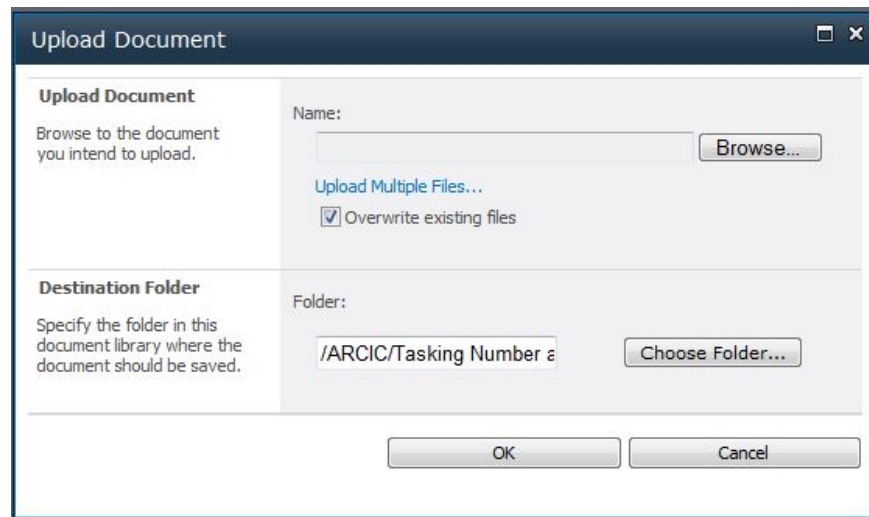 Upload Document
Upload Document
Browse to the document
you intend to upload.
Name:
Browse...
Upload Multiple Files...
Overwrite existing files
Destination Folder
Specify the folder in this
document library where the
document should be saved.
Folder:
/ARCIC/Tasking Number a
Choose Folder...
OK
Cancel